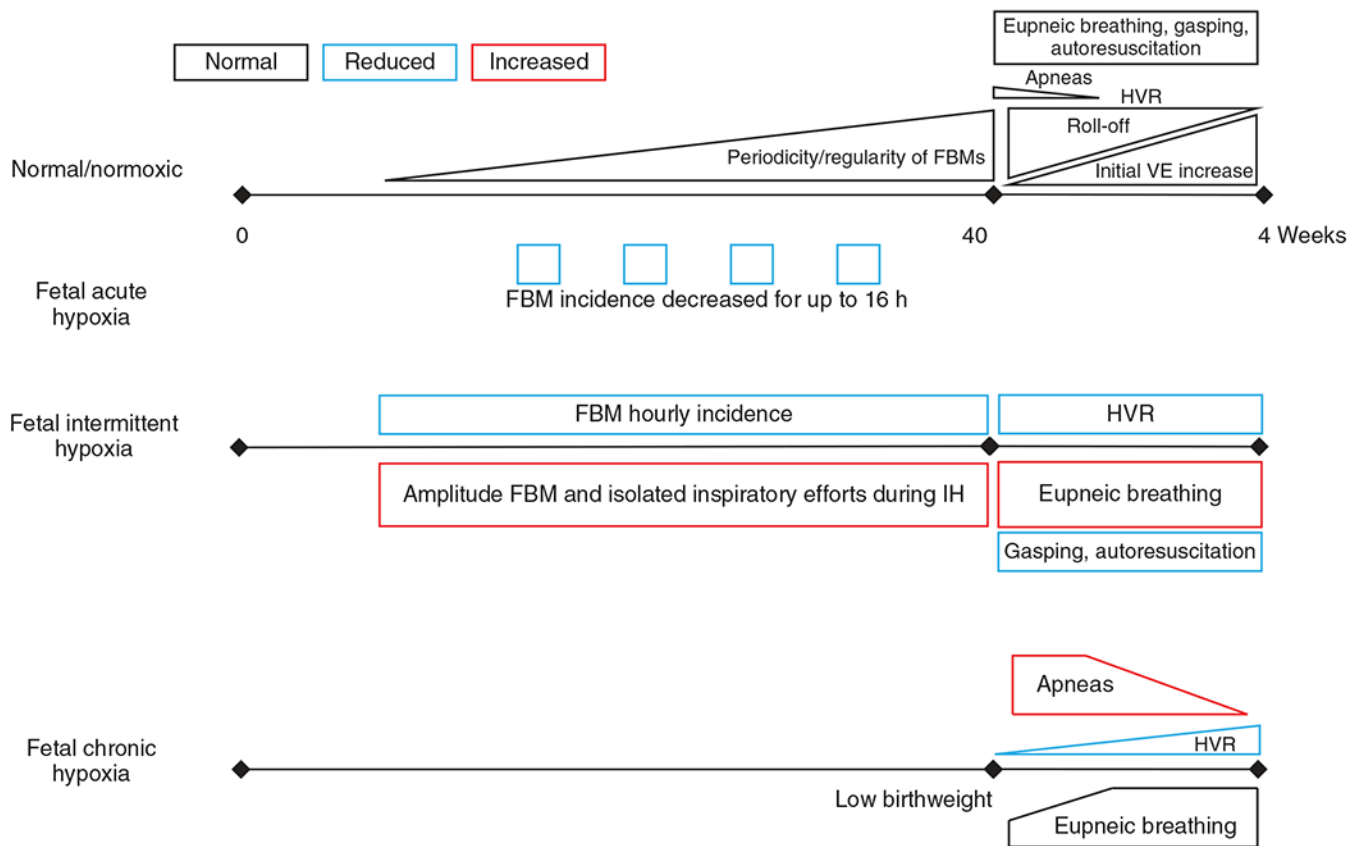 Normal
Reduced
Increased
Eupneic breathing, gasping,
autoresuscitation
Apneas
HVR
Roll-off
Periodicity/regularity of FBMs
Initial VE increase
Normal/normoxic
0
40
4 Weeks
Fetal acute
hypoxia
FBM incidence decreased for up to 16 h
Fetal intermittent
hypoxia
FBM hourly incidence
HVR
Amplitude FBM and isolated inspiratory efforts during IH
Eupneic breathing
Gasping, autoresuscitation
Apneas
HVR
Fetal chronic
hypoxia
Low birthweight
Eupneic breathing